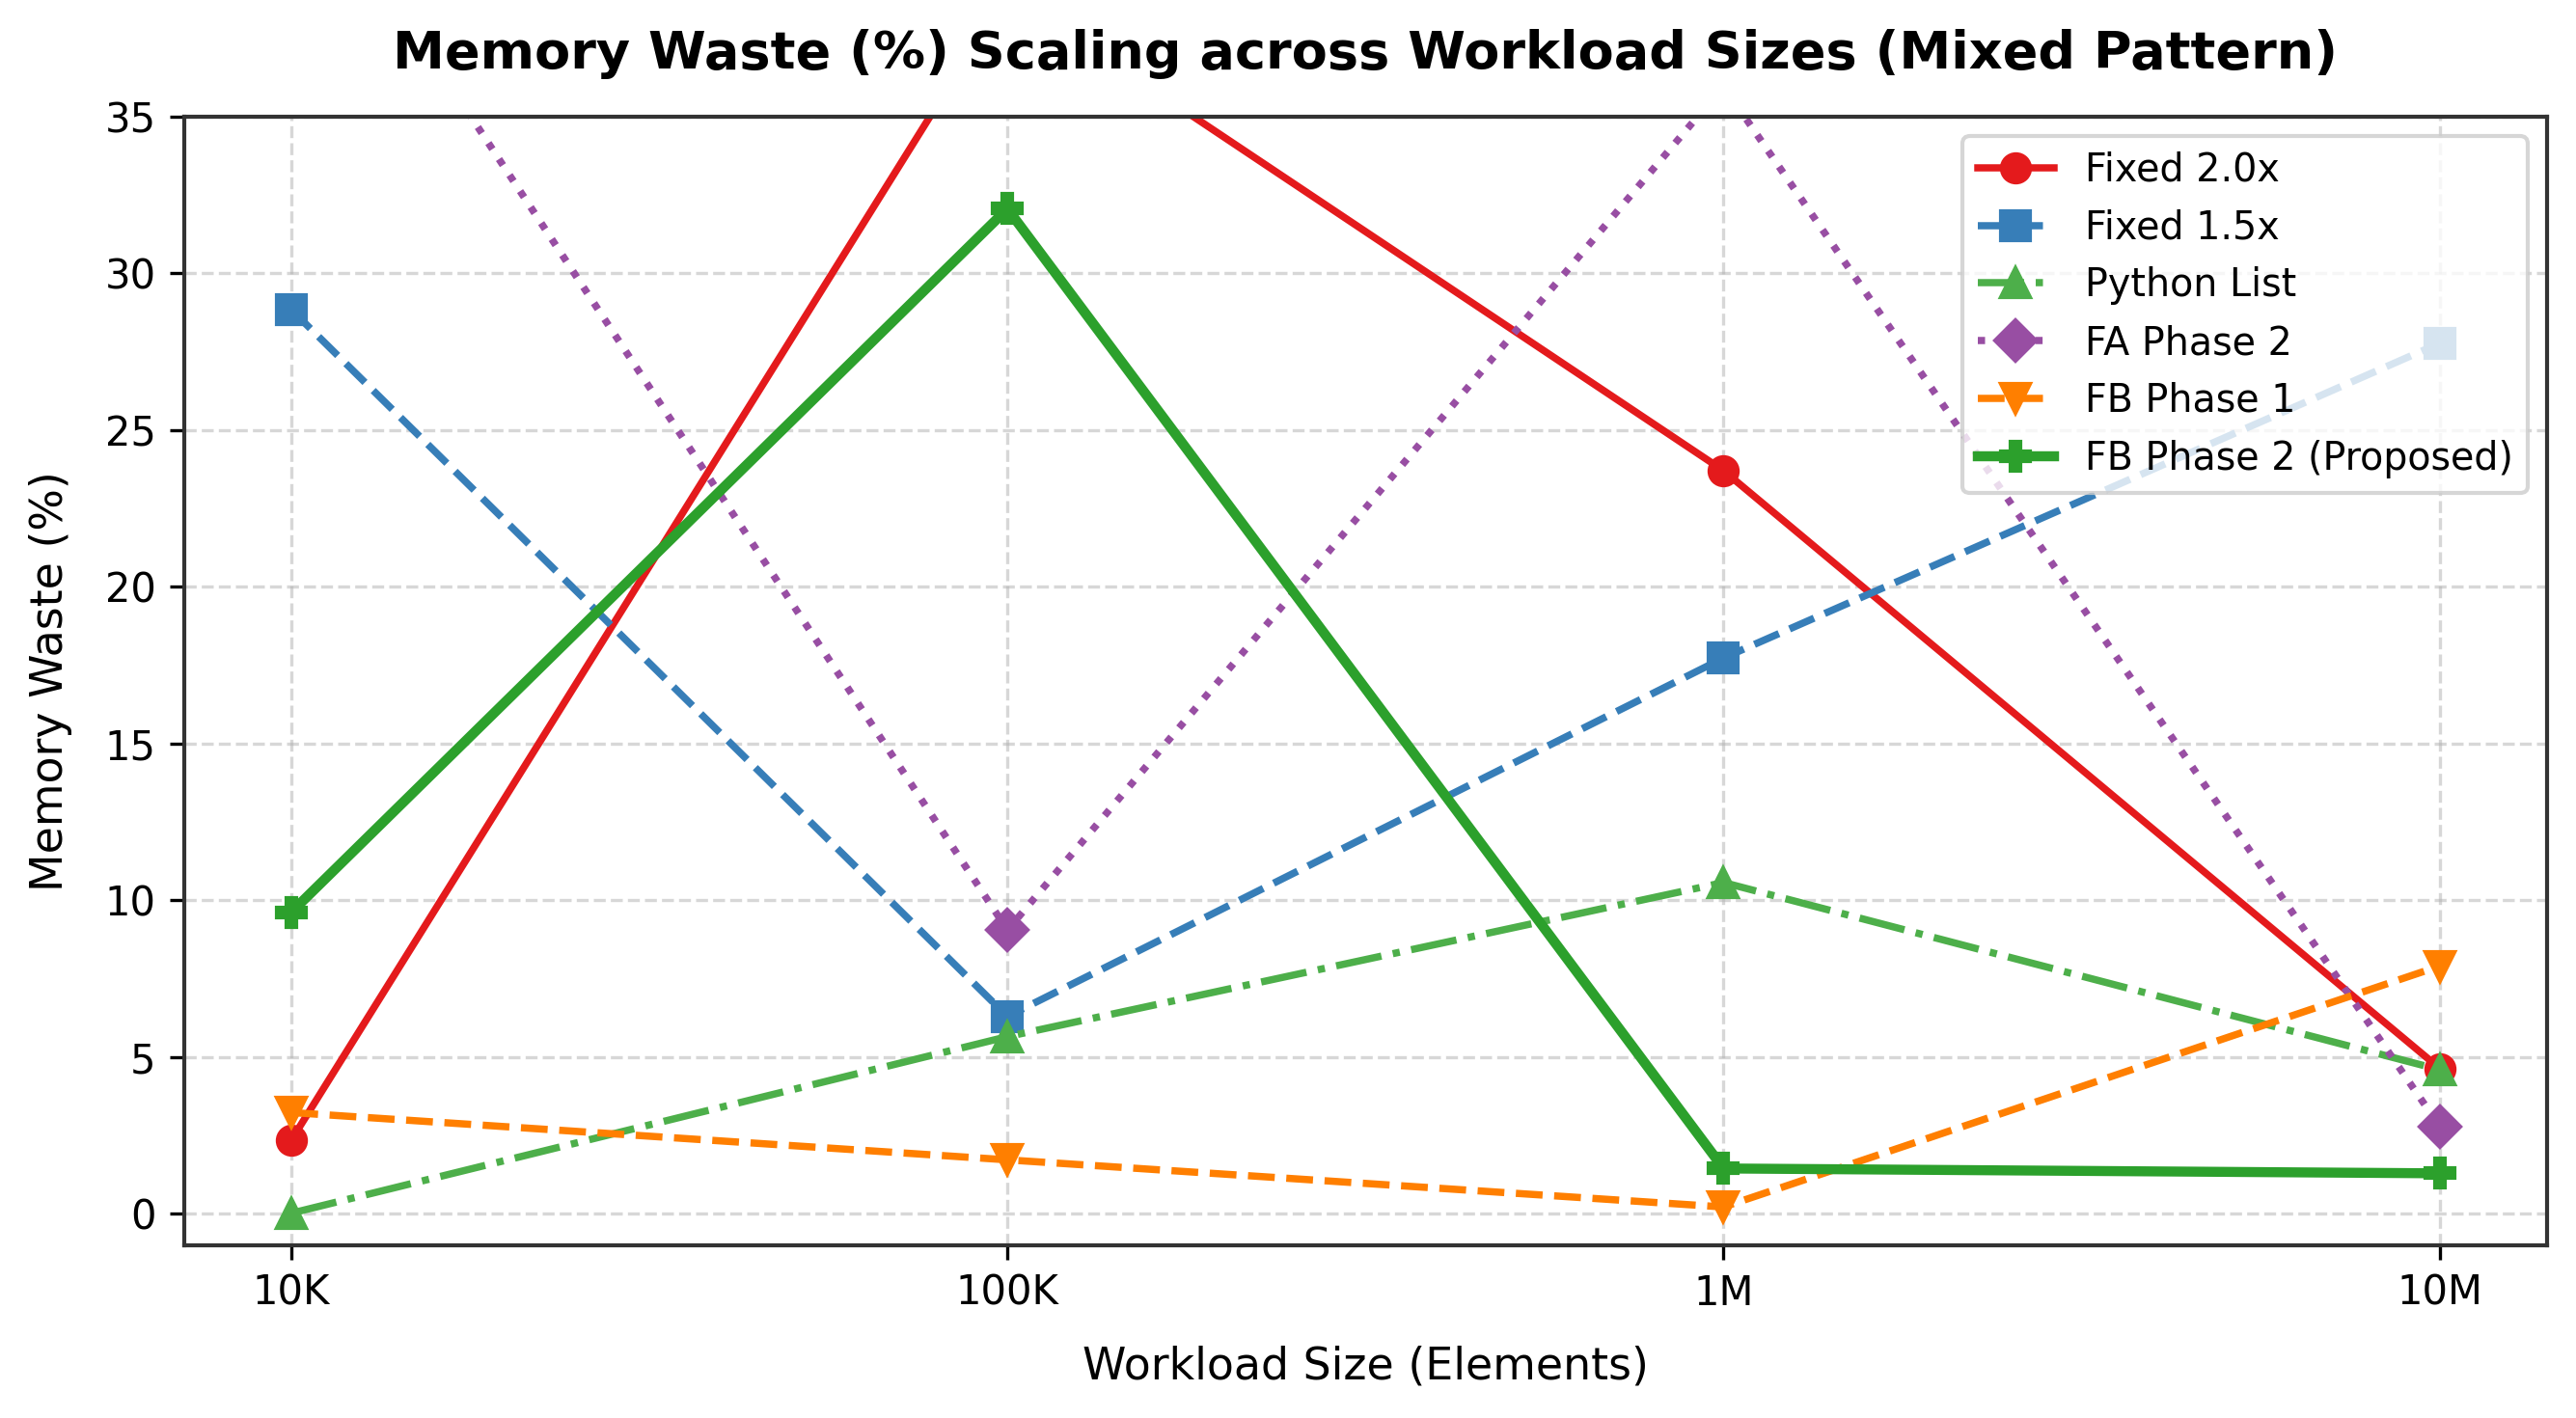 Memory Waste (%) Scaling across Workload Sizes (Mixed Pattern)
Memory Waste (%)
35
30
25
20
15
10
5
0
Fixed 2.0x
Fixed 1.5x
Python List
FA Phase 2
FB Phase 1
FB Phase 2 (Proposed)
10K 100K 1M 10M
Workload Size (Elements)